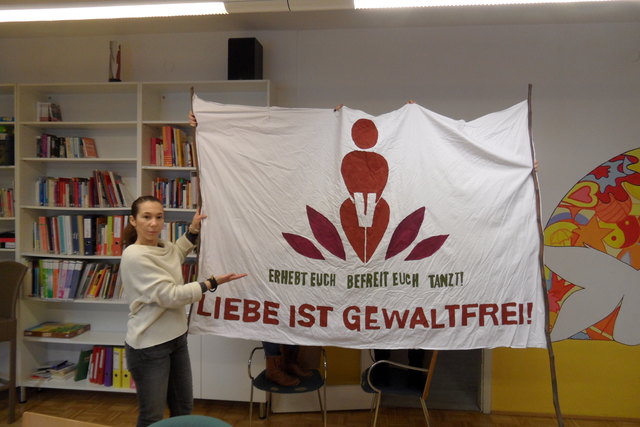 ERHEBT EUCH BEFREIT EUCH TANZT!
LIEBE IST GEWALTFREI!